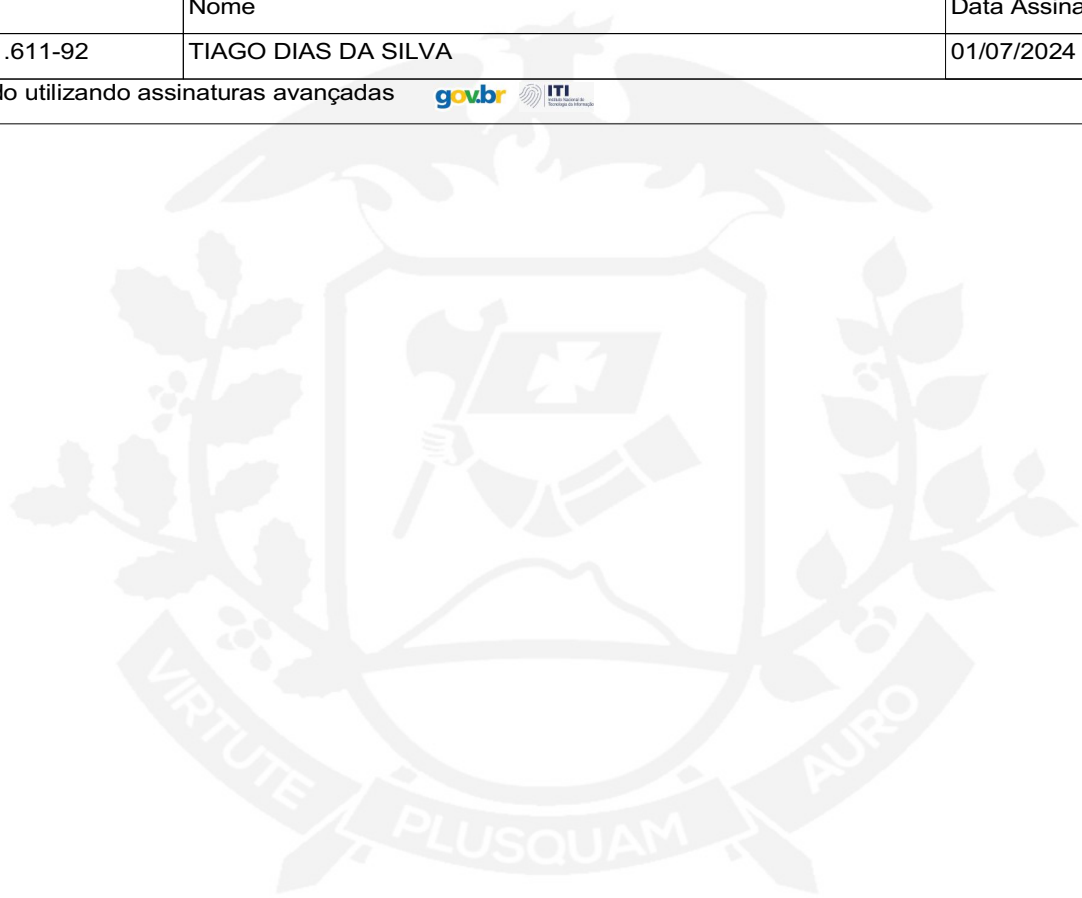 Nome Data Assina
.611-92 TIAGO DIAS DA SILVA 01/07/2024
do utilizando assinaturas avançadas gov.br ITI
VIRTUTE PLUSQUAM AURO